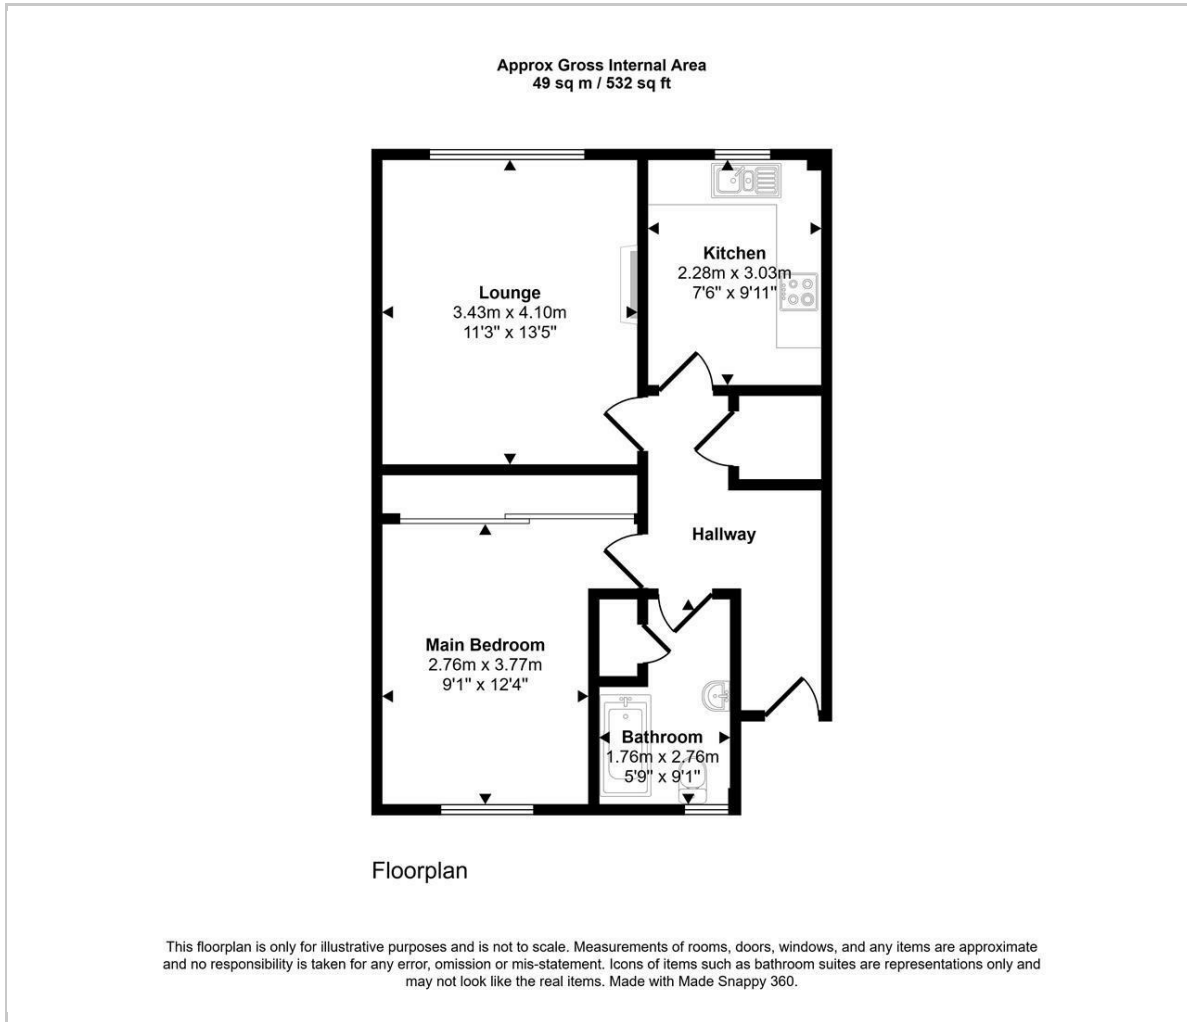 Approx Gross Internal Area
49 sq m / 532 sq ft
Kitchen
2.28m x 3.03m
7'6" x 9'11"
Lounge
3.43m x 4.10m
11'3" x 13'5"
Hallway
Main Bedroom
2.76m x 3.77m
9'1" x 12'4"
Bathroom
1.76m x 2.76m
5'9" x 9'1"
Floorplan
This floorplan is only for illustrative purposes and is not to scale. Measurements of rooms, doors, windows, and any items are approximate
and no responsibility is taken for any error, omission or mis-statement. Icons of items such as bathroom suites are representations only and
may not look like the real items. Made with Made Snappy 360.